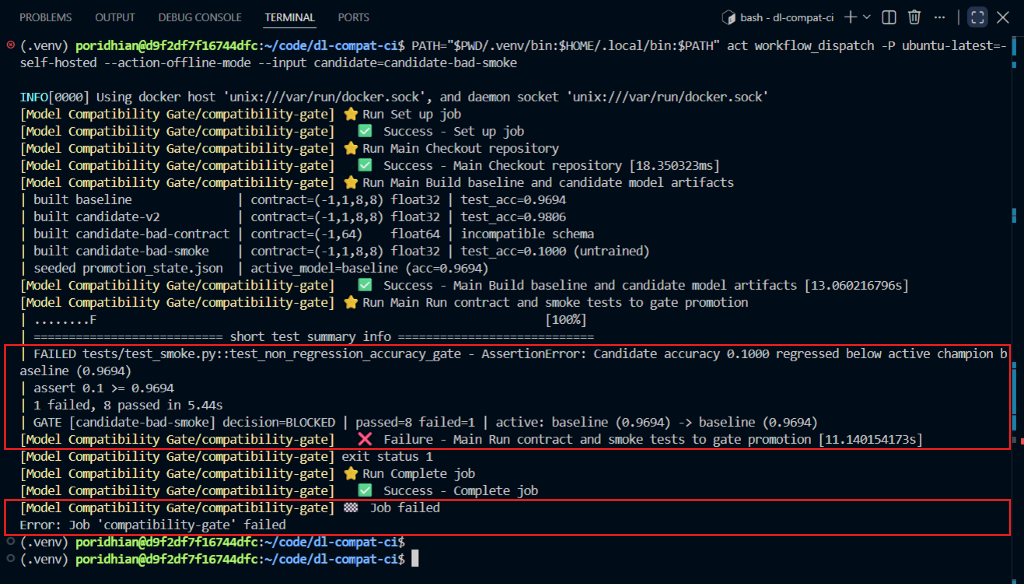 PROBLEMS OUTPUT DEBUG CONSOLE TERMINAL PORTS bash - dl-compat-ci
(.venv) poridhian@d9f2df7f16744dfc:~/code/dl-compat-ci$ PATH="$PWD/.venv/bin:$HOME/.local/bin:$PATH" act workflow_dispatch -P ubuntu-latest=-
self-hosted --action-offline-mode --input candidate=candidate-bad-smoke
INFO[0000] Using docker host 'unix:///var/run/docker.sock', and daemon socket 'unix:///var/run/docker.sock'
[Model Compatibility Gate/compatibility-gate] ⭐ Run Set up job
[Model Compatibility Gate/compatibility-gate] ✅ Success - Set up job
[Model Compatibility Gate/compatibility-gate] ⭐ Run Main Checkout repository
[Model Compatibility Gate/compatibility-gate] ✅ Success - Main Checkout repository [18.350323ms]
[Model Compatibility Gate/compatibility-gate] ⭐ Run Main Build baseline and candidate model artifacts
| built baseline | contract=(-1,1,8,8) float32 | test_acc=0.9694
| built candidate-v2 | contract=(-1,1,8,8) float32 | test_acc=0.9806
| built candidate-bad-contract | contract=(-1,64) float64 | incompatible schema
| built candidate-bad-smoke | contract=(-1,1,8,8) float32 | test_acc=0.1000 (untrained)
| seeded promotion_state.json | active_model=baseline (acc=0.9694)
[Model Compatibility Gate/compatibility-gate] ✅ Success - Main Build baseline and candidate model artifacts [13.060216796s]
[Model Compatibility Gate/compatibility-gate] ⭐ Run Main Run contract and smoke tests to gate promotion
| ........F [100%]
| =========================== short test summary info ===========================
| FAILED tests/test_smoke.py::test_non_regression_accuracy_gate - AssertionError: Candidate accuracy 0.1000 regressed below active champion b
aseline (0.9694)
| assert 0.1 >= 0.9694
| 1 failed, 8 passed in 5.44s
| GATE [candidate-bad-smoke] decision=BLOCKED | passed=8 failed=1 | active: baseline (0.9694) -> baseline (0.9694)
[Model Compatibility Gate/compatibility-gate] ❌ Failure - Main Run contract and smoke tests to gate promotion [11.140154173s]
[Model Compatibility Gate/compatibility-gate] exit status 1
[Model Compatibility Gate/compatibility-gate] ⭐ Run Complete job
[Model Compatibility Gate/compatibility-gate] ✅ Success - Complete job
[Model Compatibility Gate/compatibility-gate] 🏁 Job failed
Error: Job 'compatibility-gate' failed
(.venv) poridhian@d9f2df7f16744dfc:~/code/dl-compat-ci$
(.venv) poridhian@d9f2df7f16744dfc:~/code/dl-compat-ci$